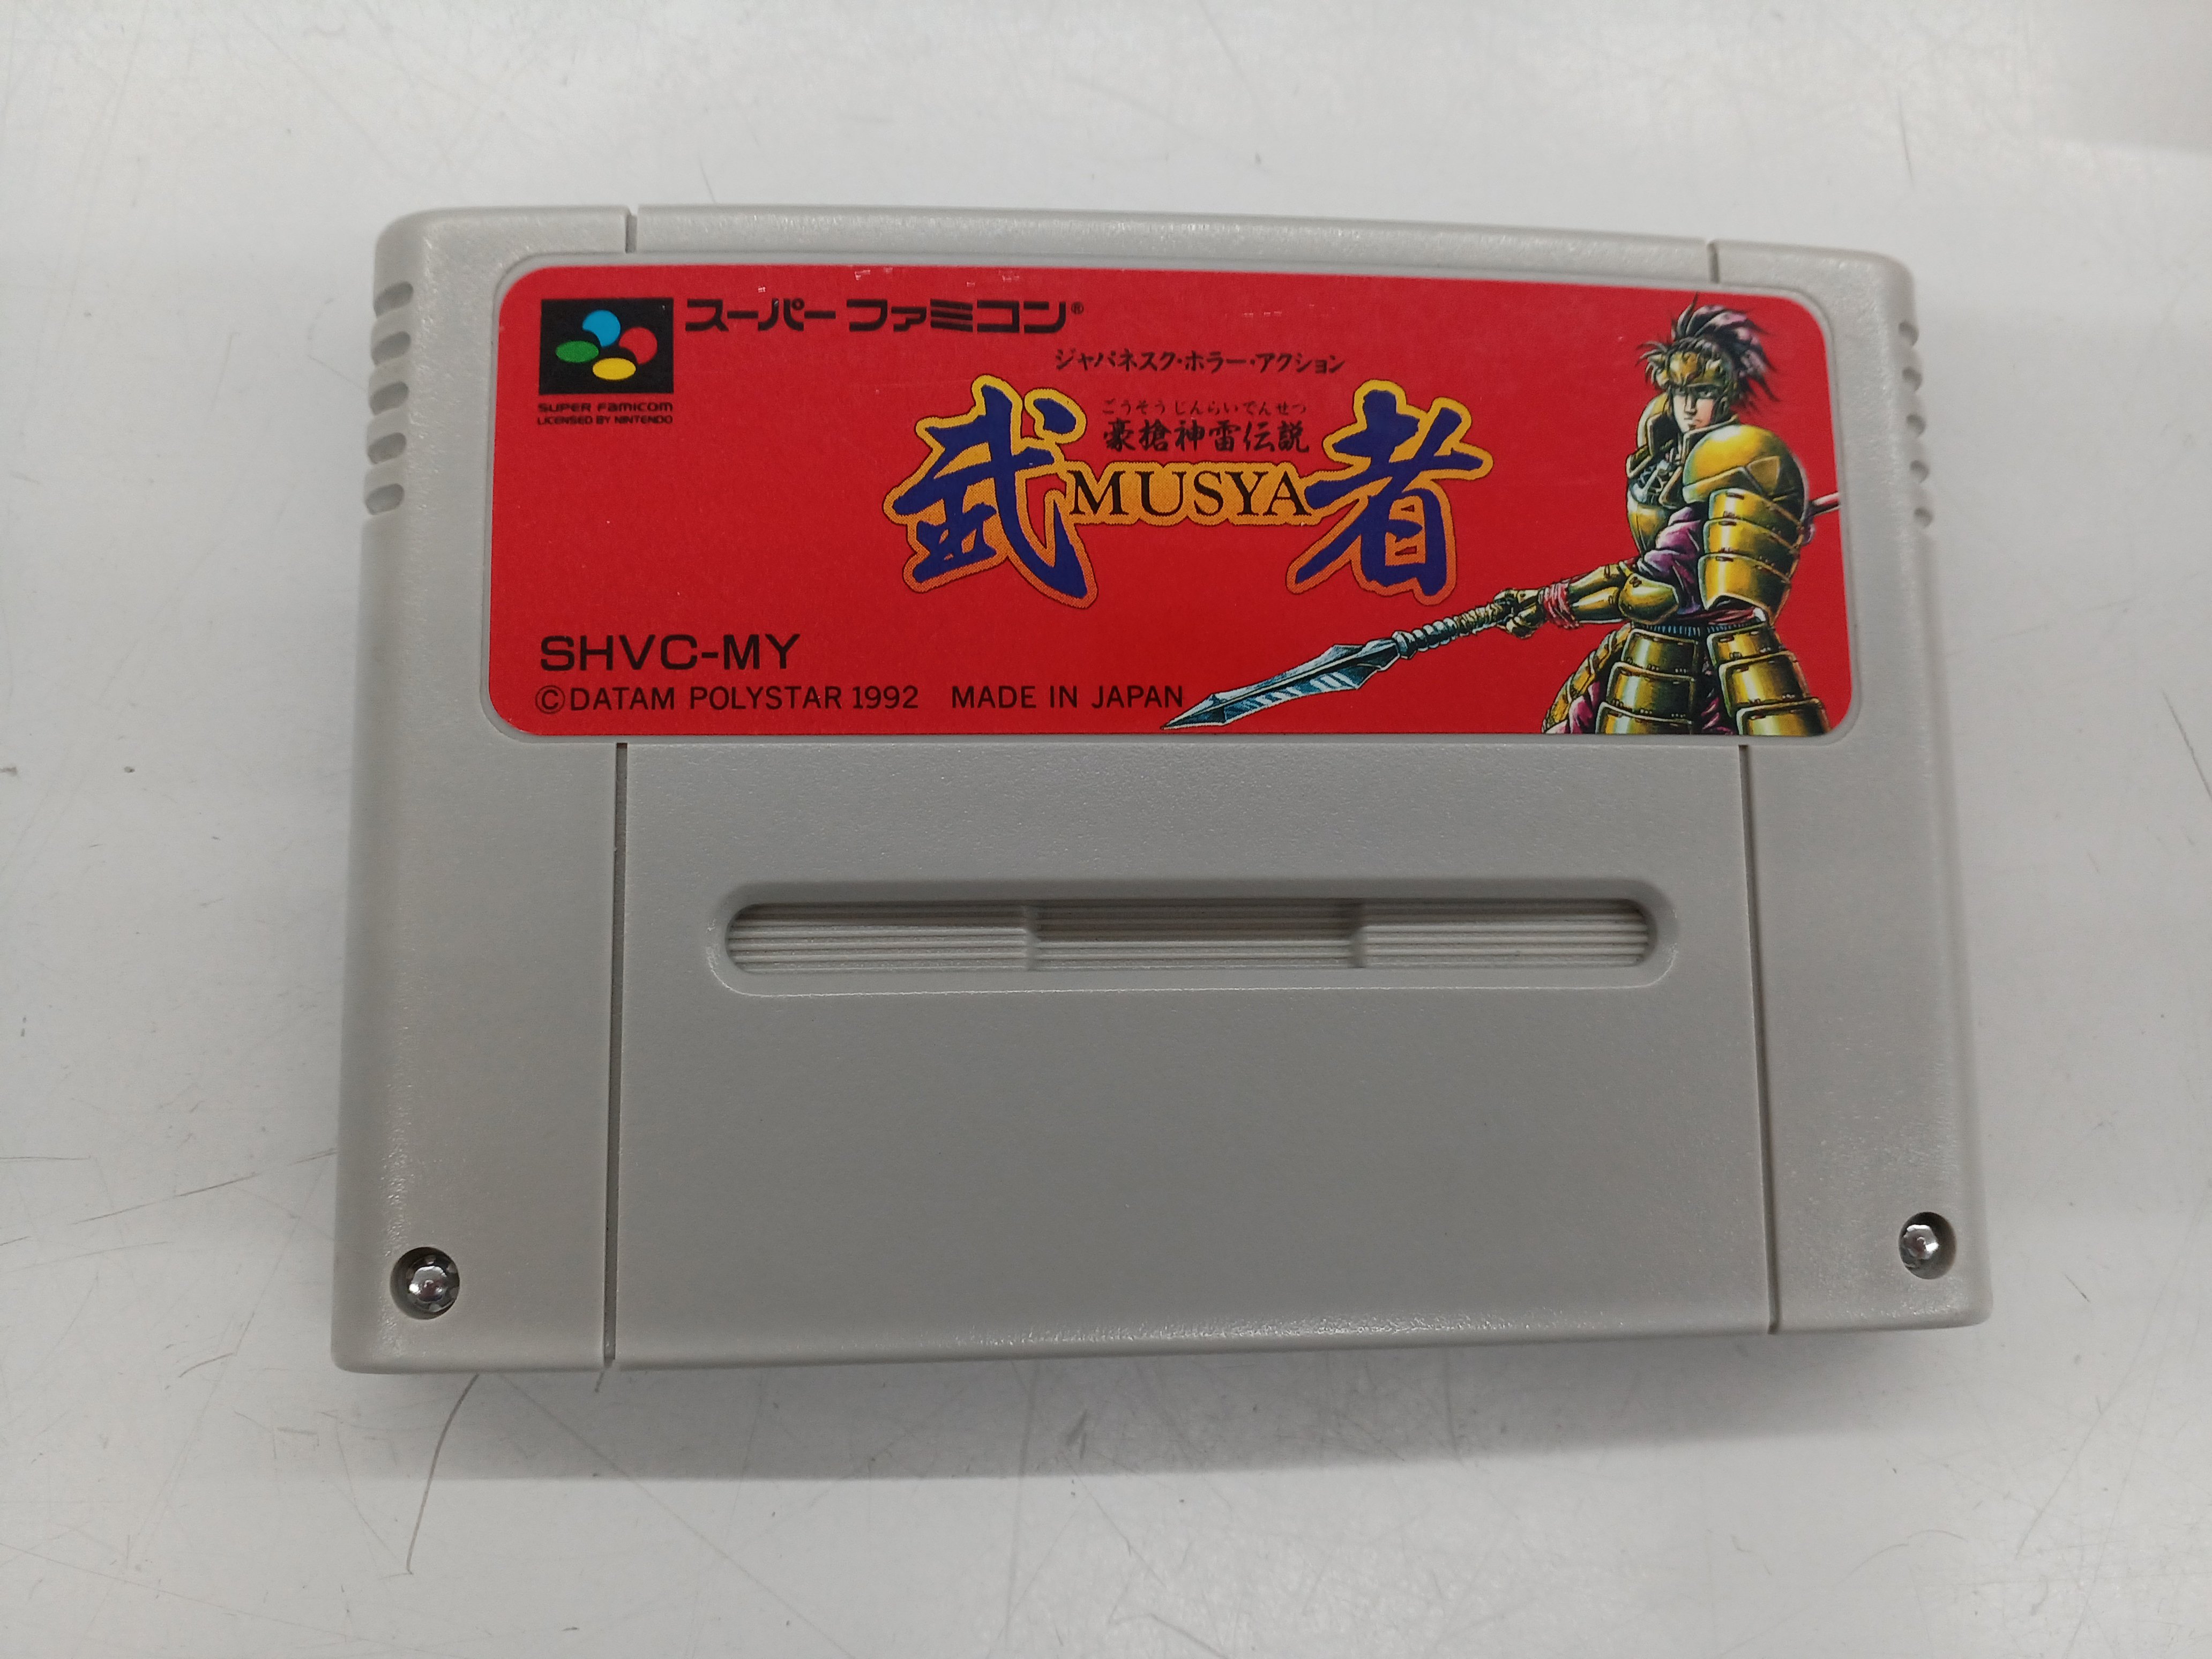 スーパーファミコン®
SUPER FAMICOM
LICENSED BY NINTENDO
ジャパネスク・ホラー・アクション
ごうそうじんらいでんせつ
豪槍神雷伝説
武者
MUSYA
SHVC-MY
©DATAM POLYSTAR 1992 MADE IN JAPAN